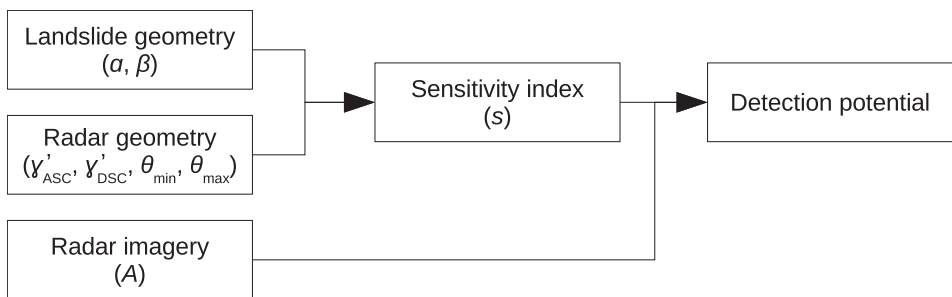 Landslide geometry
(α, β)
Radar geometry
(γ'ASC, γ'DSC, θmin, θmax)
Radar imagery
(A)
Sensitivity index
(s)
Detection potential